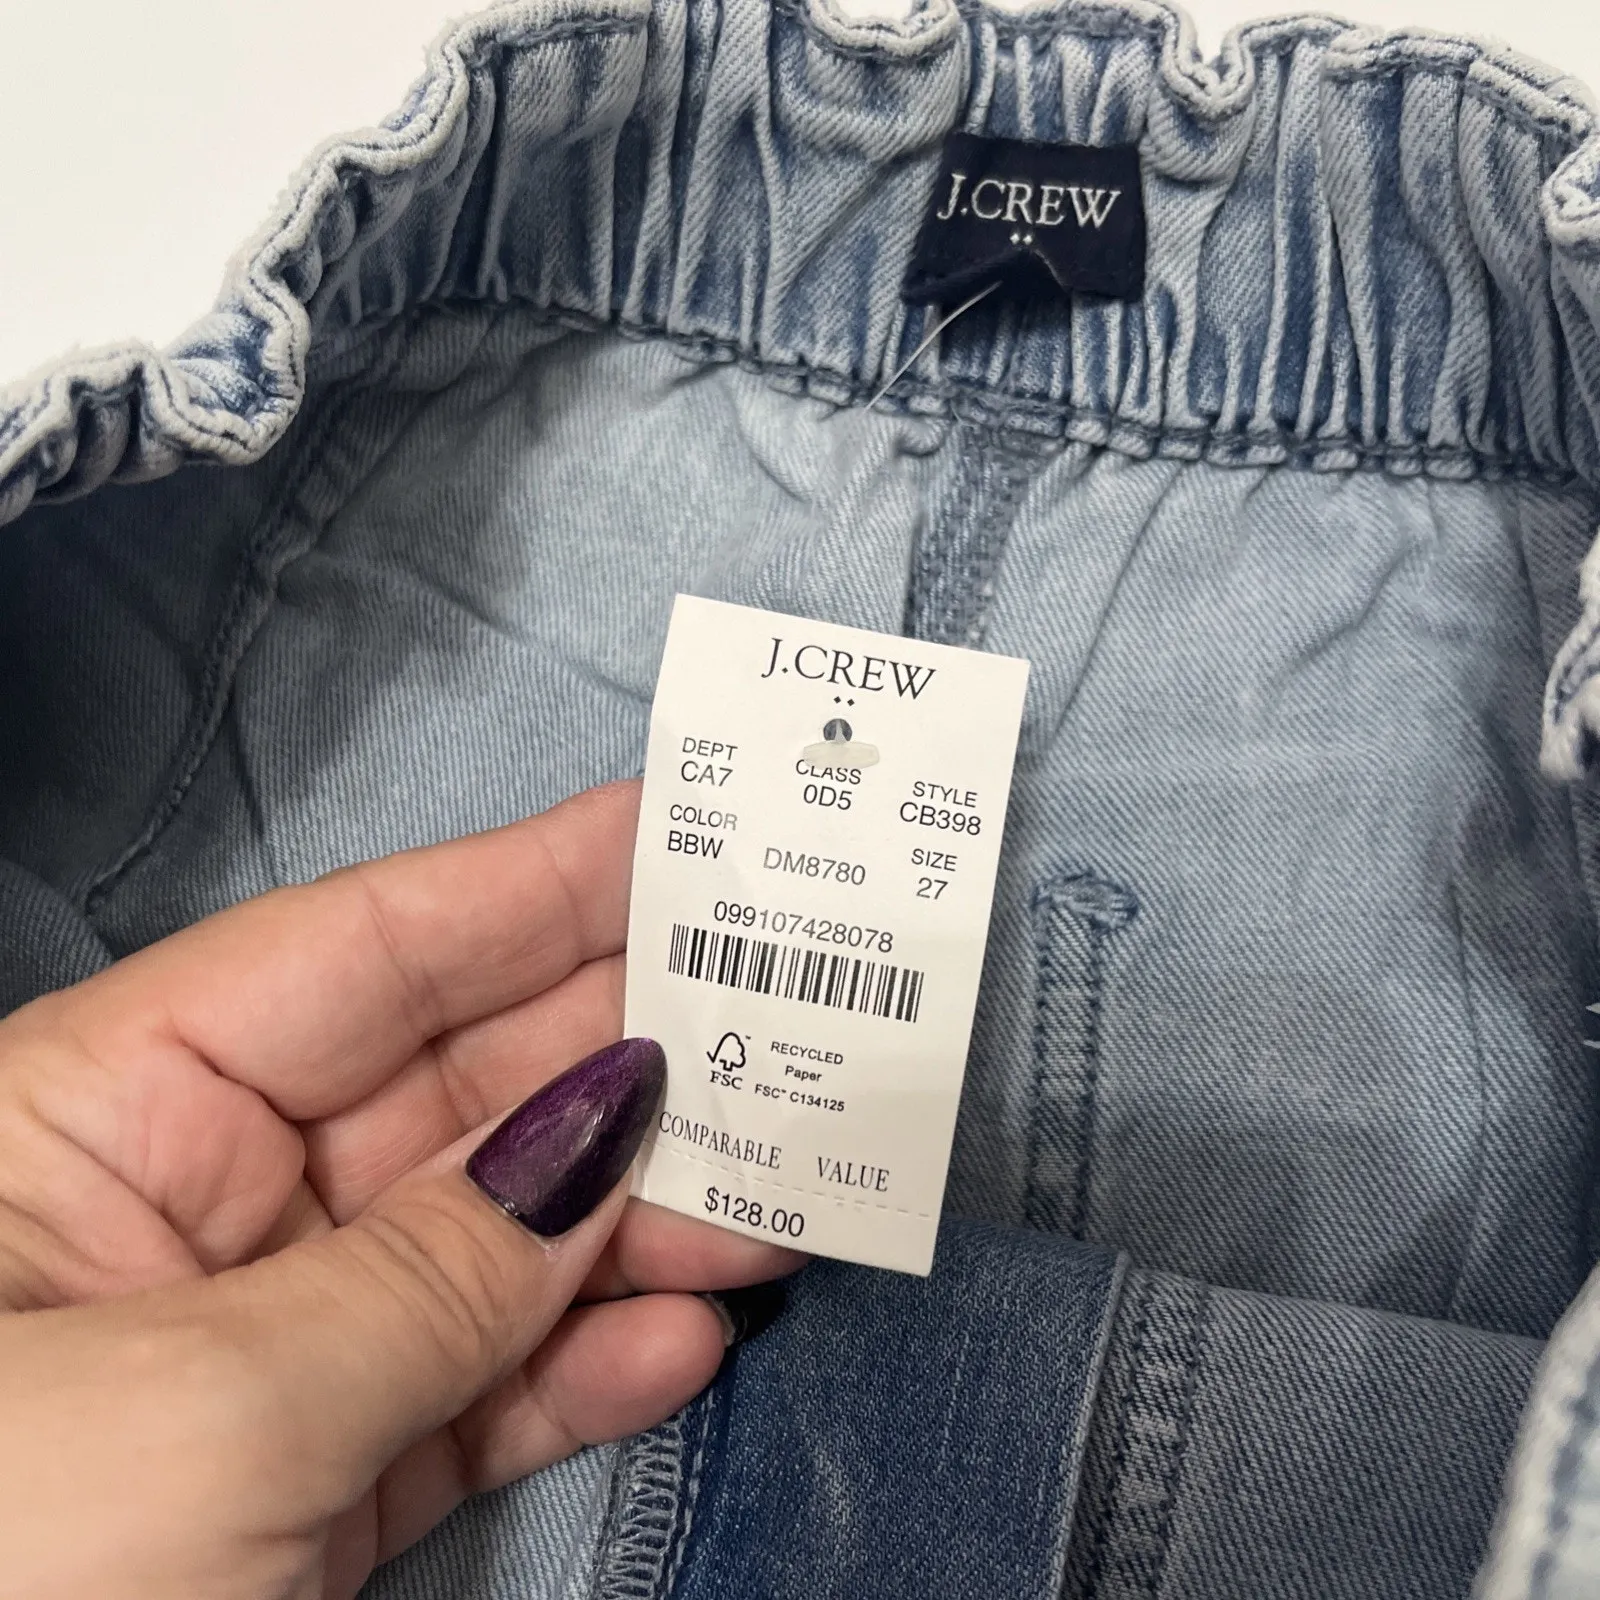 J.CREW
J.CREW
DEPT CLASS STYLE
CA7 0D5 CB398
COLOR SIZE
BBW DM8780 27
099107428078
RECYCLED
Paper
FSC™ C134125
FSC
COMPARABLE VALUE
$128.00